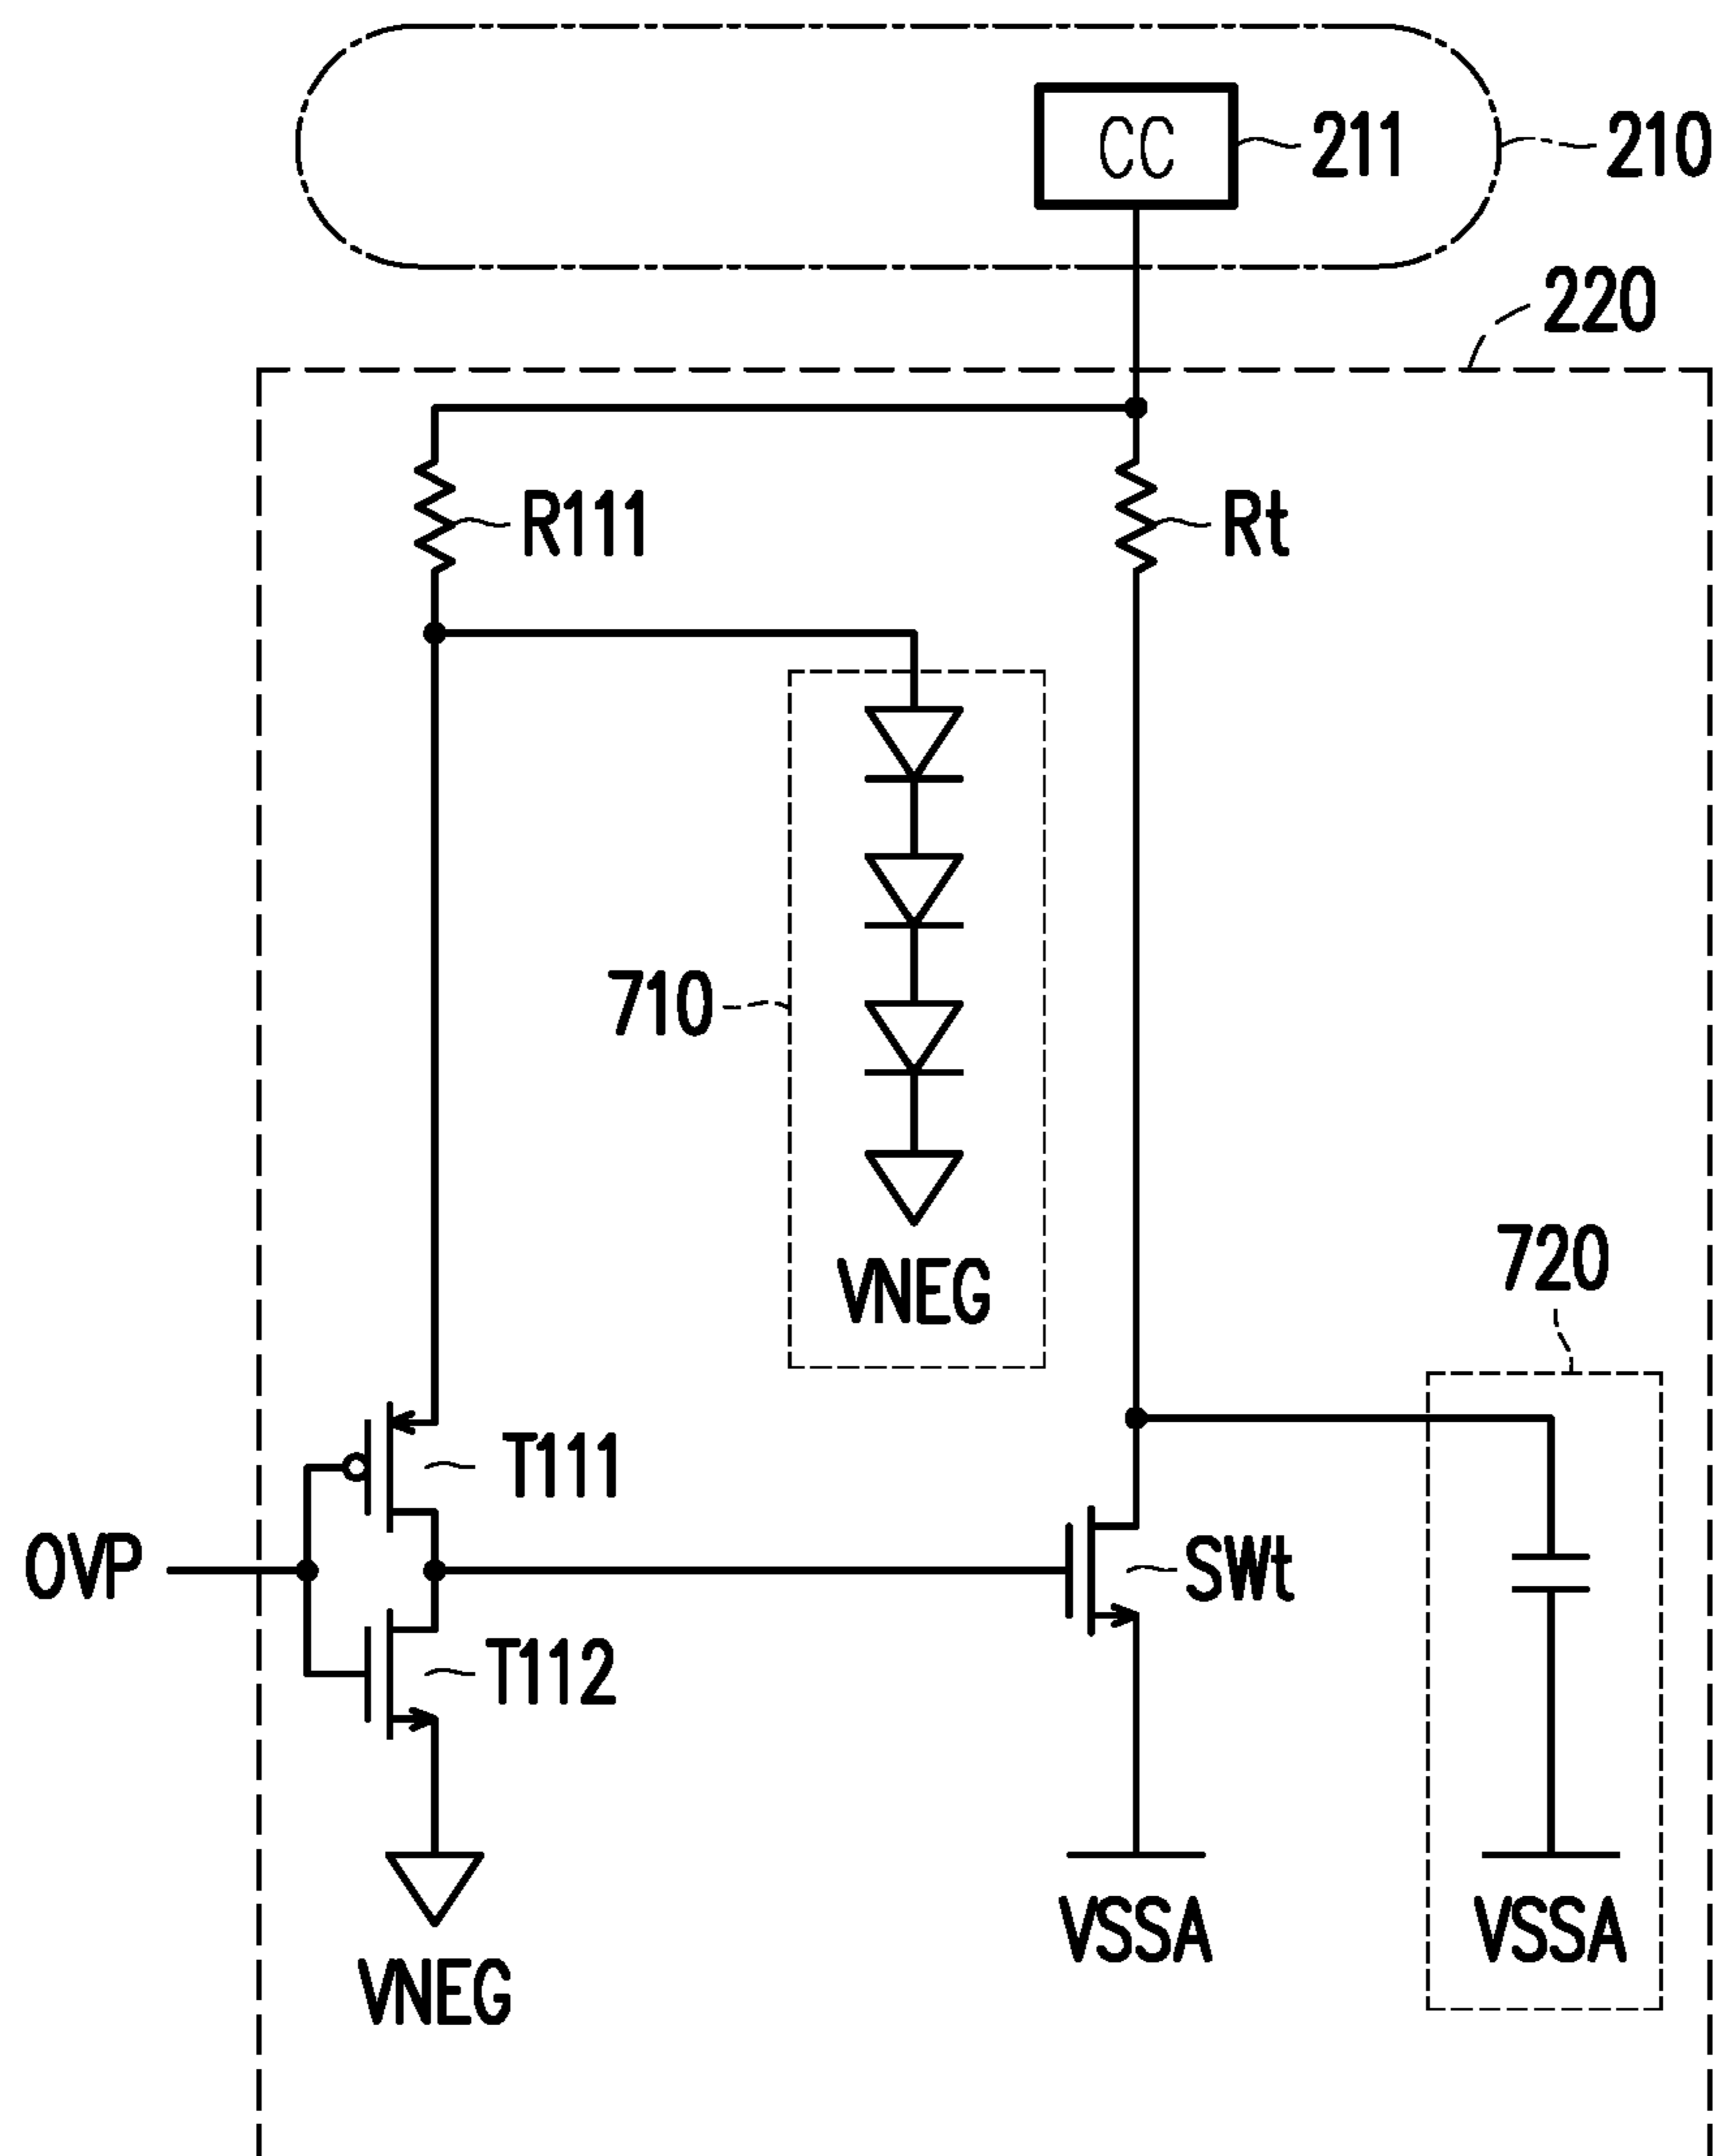 CC
211
210
220
R111
Rt
710
VNEG
720
T111
OVP
SWt
T112
VSSA
VSSA
VNEG